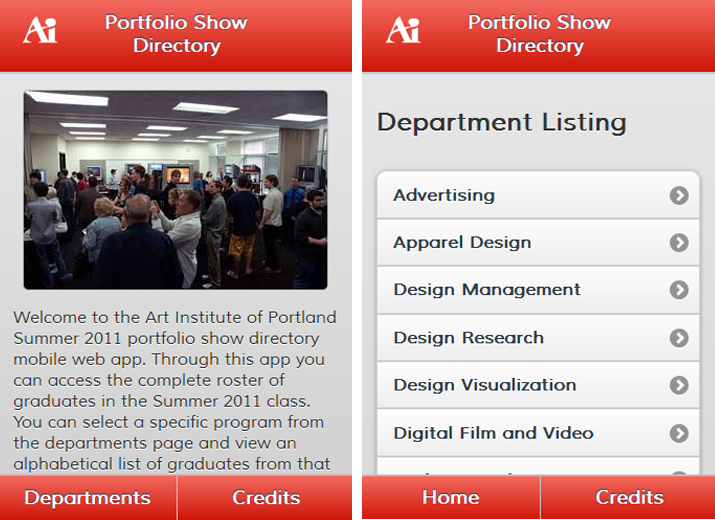 Ai
Portfolio Show
Directory
Welcome to the Art Institute of Portland
Summer 2011 portfolio show directory
mobile web app. Through this app you
can access the complete roster of
graduates in the Summer 2011 class.
You can select a specific program from
the departments page and view an
alphabetical list of graduates from that
Departments
Credits
Ai
Portfolio Show
Directory
Department Listing
Advertising
Apparel Design
Design Management
Design Research
Design Visualization
Digital Film and Video
Home
Credits